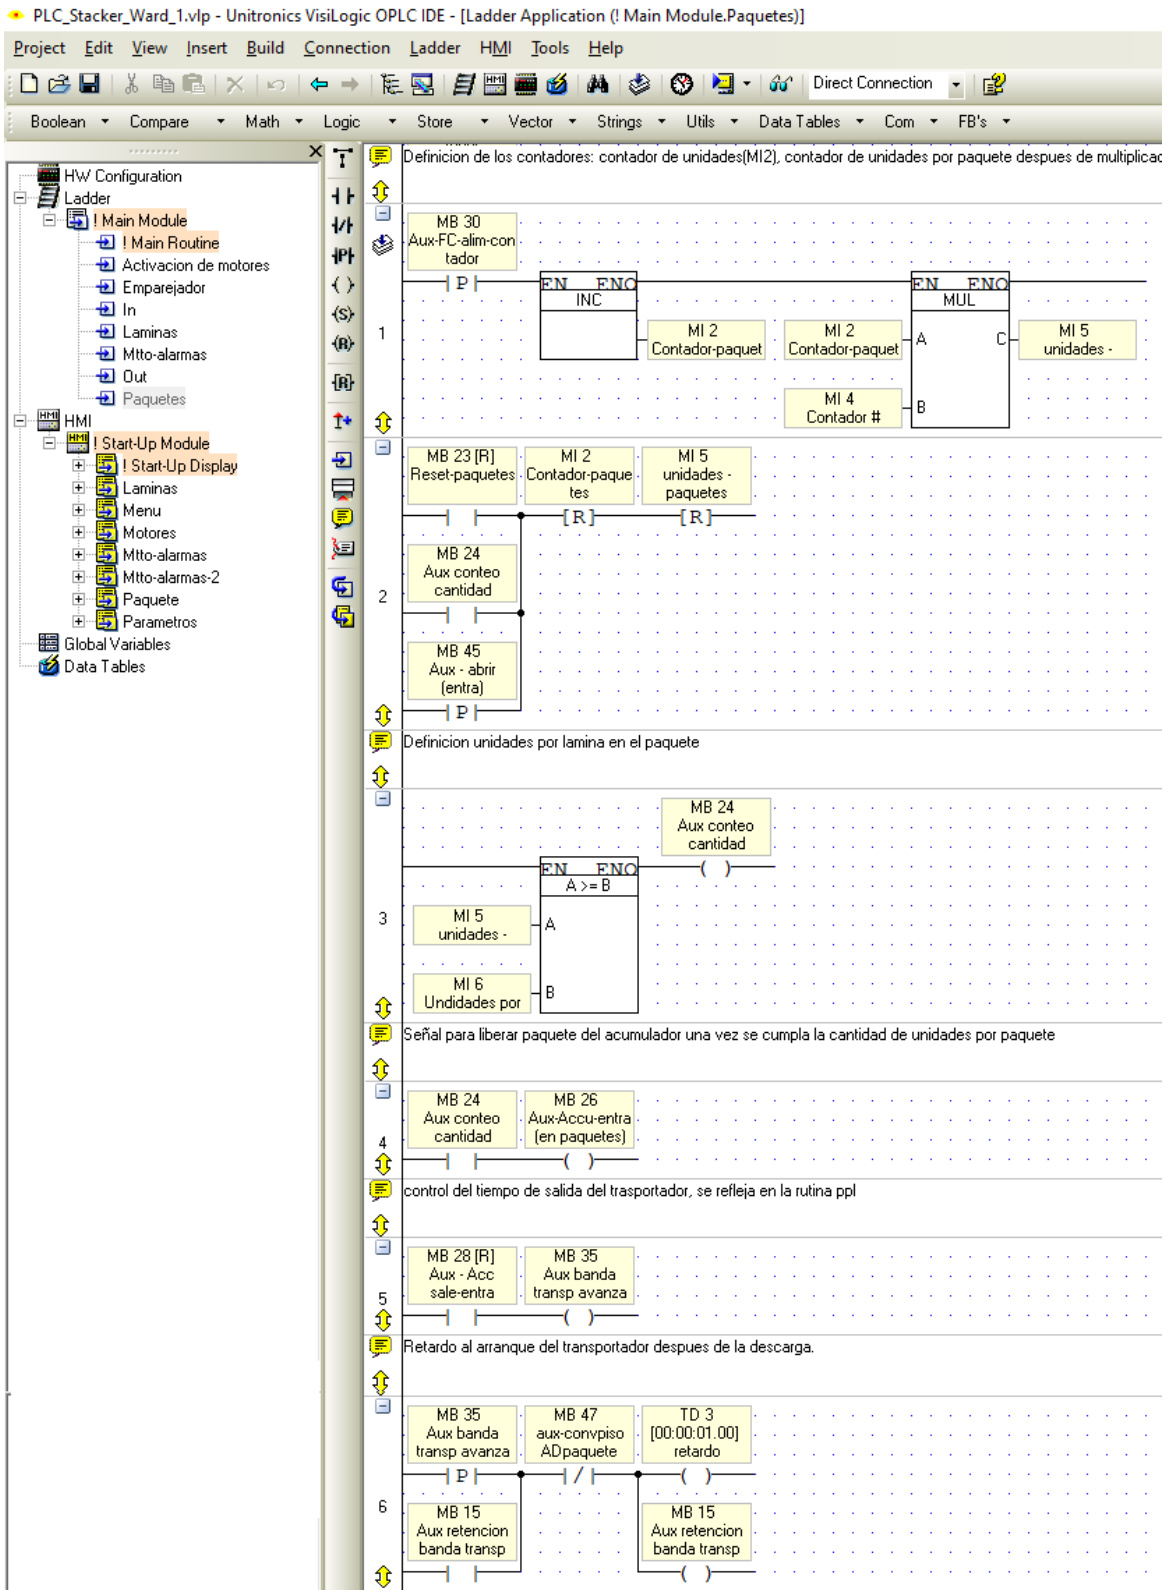 PLC_Stacker_Ward_1.vlp - Unitronics VisiLogic OPLC IDE - [Ladder Application (! Main Module.Paquetes)]
Project Edit View Insert Build Connection Ladder HMI Tools Help
Direct Connection
Boolean Compare Math Logic Store Vector Strings Utils Data Tables Com FB's
HW Configuration
Ladder
! Main Module
! Main Routine
Activacion de motores
Emparejador
In
Laminas
Mtto-alarmas
Out
Paquetes
HMI
! Start-Up Module
! Start-Up Display
Laminas
Menu
Motores
Mtto-alarmas
Mtto-alarmas-2
Paquete
Parametros
Global Variables
Data Tables
Definicion de los contadores: contador de unidades(MI2), contador de unidades por paquete despues de multiplicac
1
MB 30
Aux-FC-alim-con
tador
P
EN ENO
INC
MI 2
Contador-paquet
MI 2
Contador-paquet
MI 4
Contador #
EN ENO
MUL
A
B
C
MI 5
unidades -
2
MB 23 [R]
Reset-paquetes
MI 2
Contador-paque
tes
[R]
MI 5
unidades -
paquetes
[R]
MB 24
Aux conteo
cantidad
MB 45
Aux - abrir
(entra)
P
Definicion unidades por lamina en el paquete
3
MB 24
Aux conteo
cantidad
EN ENO
A >= B
MI 5
unidades -
A
MI 6
Undidades por
B
Señal para liberar paquete del acumulador una vez se cumpla la cantidad de unidades por paquete
4
MB 24
Aux conteo
cantidad
MB 26
Aux-Accu-entra
(en paquetes)
control del tiempo de salida del trasportador, se refleja en la rutina ppl
5
MB 28 [R]
Aux - Acc
sale-entra
MB 35
Aux banda
transp avanza
Retardo al arranque del transportador despues de la descarga.
6
MB 35
Aux banda
transp avanza
P
MB 47
aux-convpiso
ADpaquete
TD 3
[00:00:01.00]
retardo
MB 15
Aux retencion
banda transp
MB 15
Aux retencion
banda transp